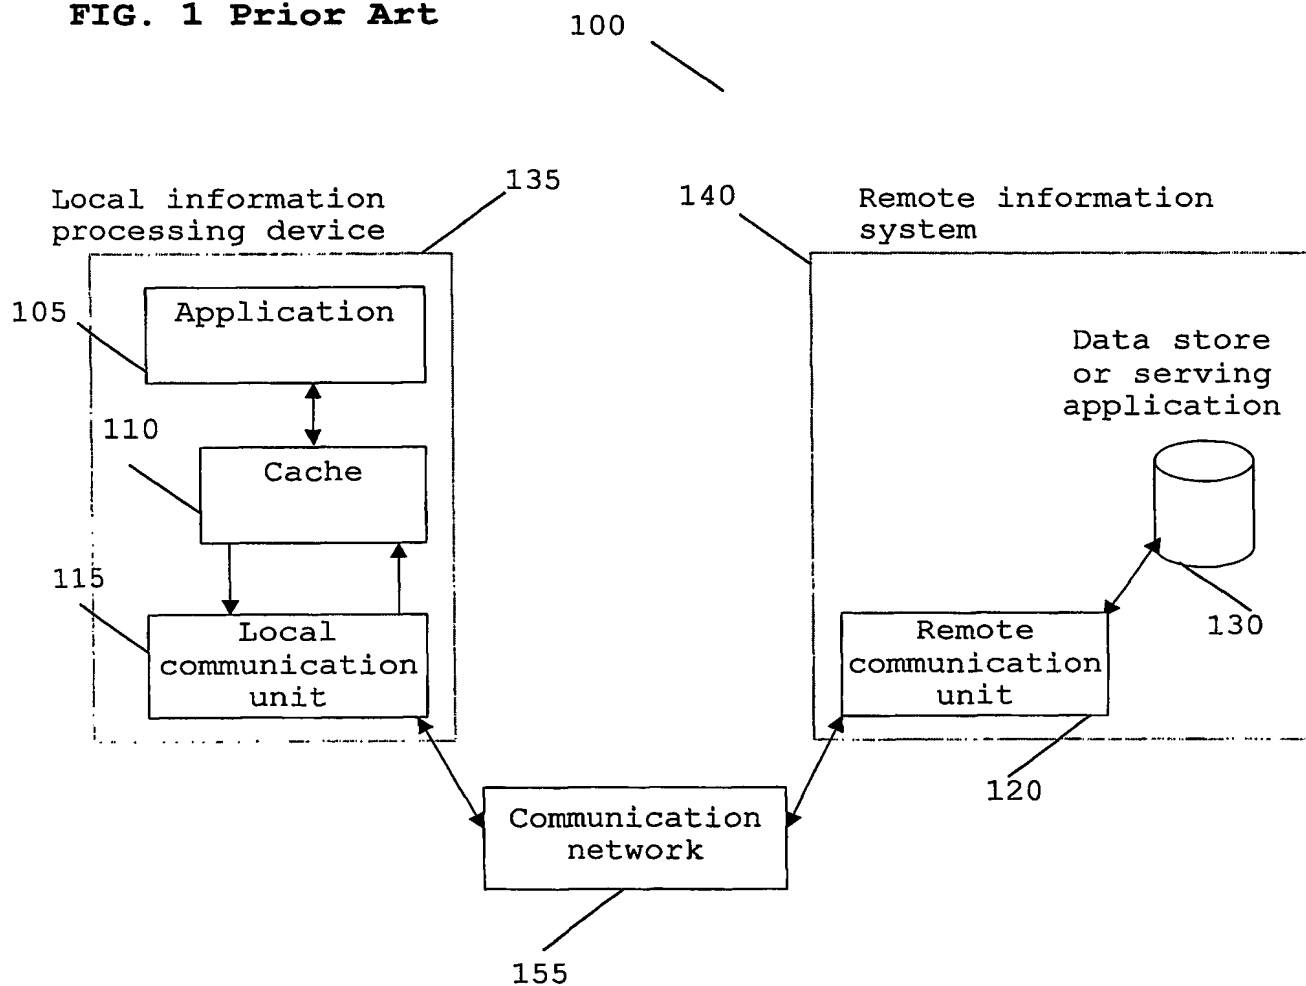 FIG. 1 Prior Art
100
Local information
processing device
135
140
Remote information
system
105
Application
Data store
or serving
application
110
Cache
115
Local
communication
unit
Remote
communication
unit
130
120
Communication
network
155